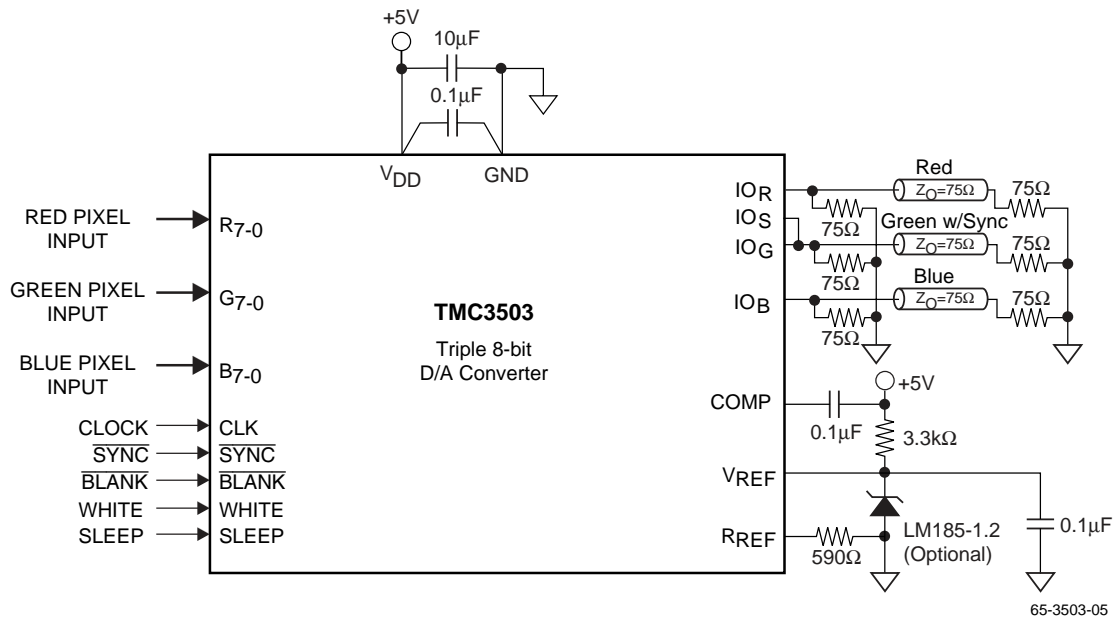 +5V
10µF
0.1µF
VDD
GND
RED PIXEL
INPUT
R7-0
GREEN PIXEL
INPUT
G7-0
BLUE PIXEL
INPUT
B7-0
CLOCK
CLK
SYNC
SYNC
BLANK
BLANK
WHITE
WHITE
SLEEP
SLEEP
TMC3503
Triple 8-bit
D/A Converter
IOR
IOS
IOG
IOB
Red
ZO=75Ω
75Ω
75Ω
Green w/Sync
ZO=75Ω
75Ω
75Ω
Blue
ZO=75Ω
75Ω
75Ω
COMP
0.1µF
+5V
3.3kΩ
VREF
RREF
590Ω
LM185-1.2
(Optional)
0.1µF
65-3503-05